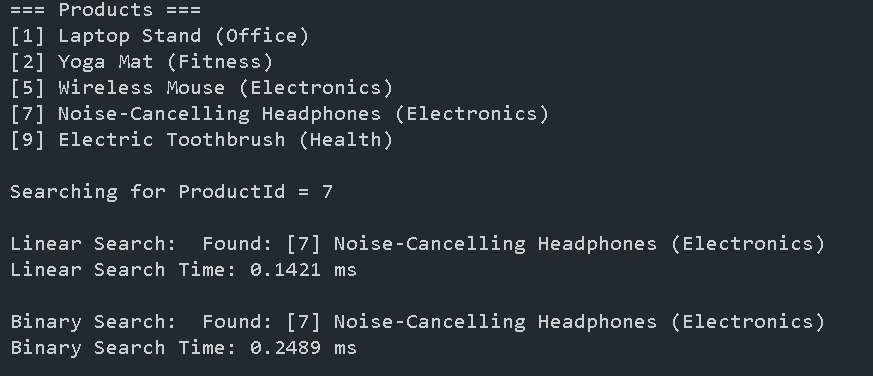 === Products ===
[1] Laptop Stand (Office)
[2] Yoga Mat (Fitness)
[5] Wireless Mouse (Electronics)
[7] Noise-Cancelling Headphones (Electronics)
[9] Electric Toothbrush (Health)
Searching for ProductId = 7
Linear Search:  Found: [7] Noise-Cancelling Headphones (Electronics)
Linear Search Time: 0.1421 ms
Binary Search:  Found: [7] Noise-Cancelling Headphones (Electronics)
Binary Search Time: 0.2489 ms